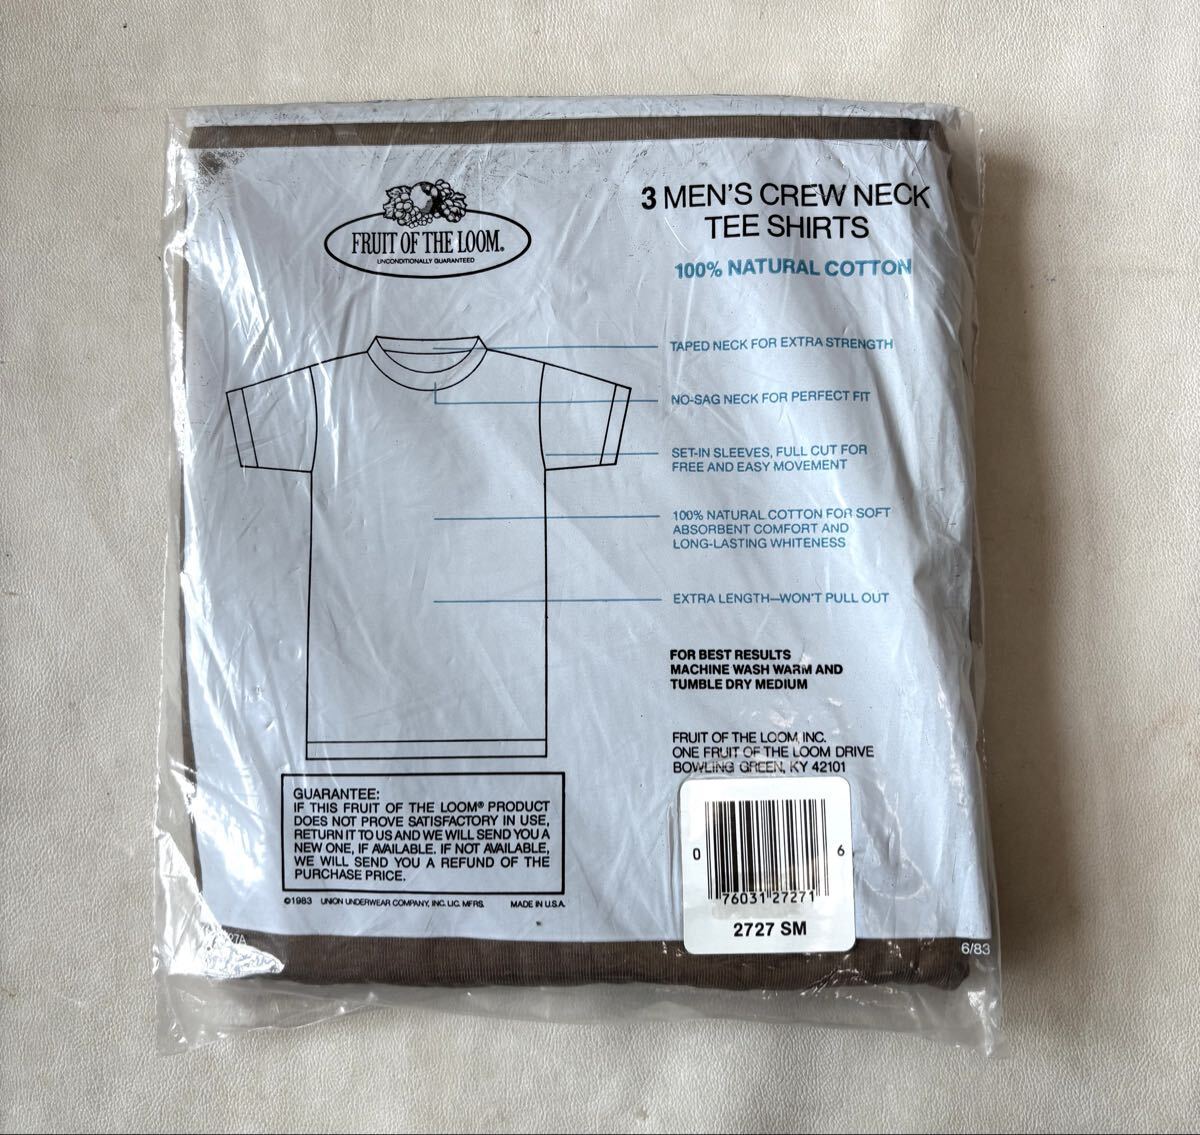 FRUIT OF THE LOOM®
UNCONDITIONALLY GUARANTEED
3 MEN'S CREW NECK
TEE SHIRTS
100% NATURAL COTTON
TAPED NECK FOR EXTRA STRENGTH
NO-SAG NECK FOR PERFECT FIT
SET-IN SLEEVES, FULL CUT FOR
FREE AND EASY MOVEMENT
100% NATURAL COTTON FOR SOFT
ABSORBENT COMFORT AND
LONG-LASTING WHITENESS
EXTRA LENGTH—WON'T PULL OUT
FOR BEST RESULTS
MACHINE WASH WARM AND
TUMBLE DRY MEDIUM
FRUIT OF THE LOOM, INC.
ONE FRUIT OF THE LOOM DRIVE
BOWLING GREEN, KY 42101
GUARANTEE:
IF THIS FRUIT OF THE LOOM® PRODUCT
DOES NOT PROVE SATISFACTORY IN USE,
RETURN IT TO US AND WE WILL SEND YOU A
NEW ONE, IF AVAILABLE. IF NOT AVAILABLE,
WE WILL SEND YOU A REFUND OF THE
PURCHASE PRICE.
©1983 UNION UNDERWEAR COMPANY, INC. LIC. MFRS. MADE IN U.S.A.
0 76031 27271 6
2727 SM
6/83